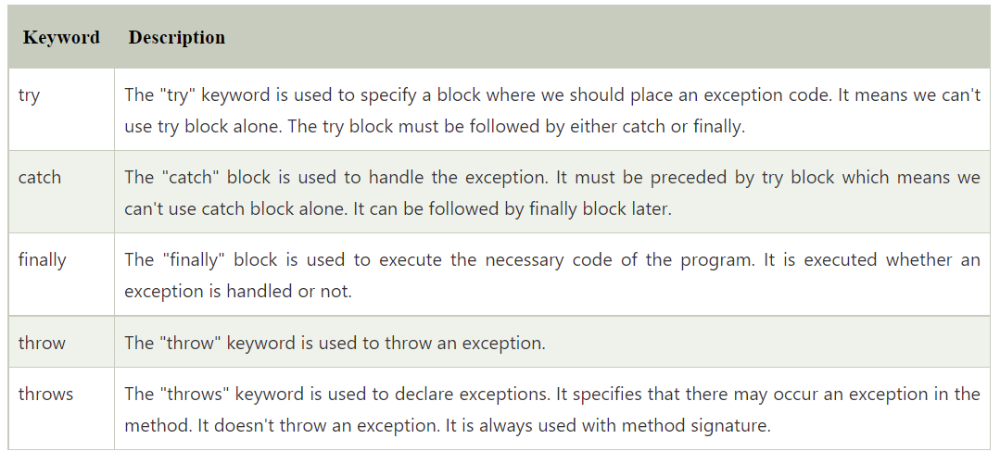 Keyword Description
try The "try" keyword is used to specify a block where we should place an exception code. It means we can't
use try block alone. The try block must be followed by either catch or finally.
catch The "catch" block is used to handle the exception. It must be preceded by try block which means we
can't use catch block alone. It can be followed by finally block later.
finally The "finally" block is used to execute the necessary code of the program. It is executed whether an
exception is handled or not.
throw The "throw" keyword is used to throw an exception.
throws The "throws" keyword is used to declare exceptions. It specifies that there may occur an exception in the
method. It doesn't throw an exception. It is always used with method signature.